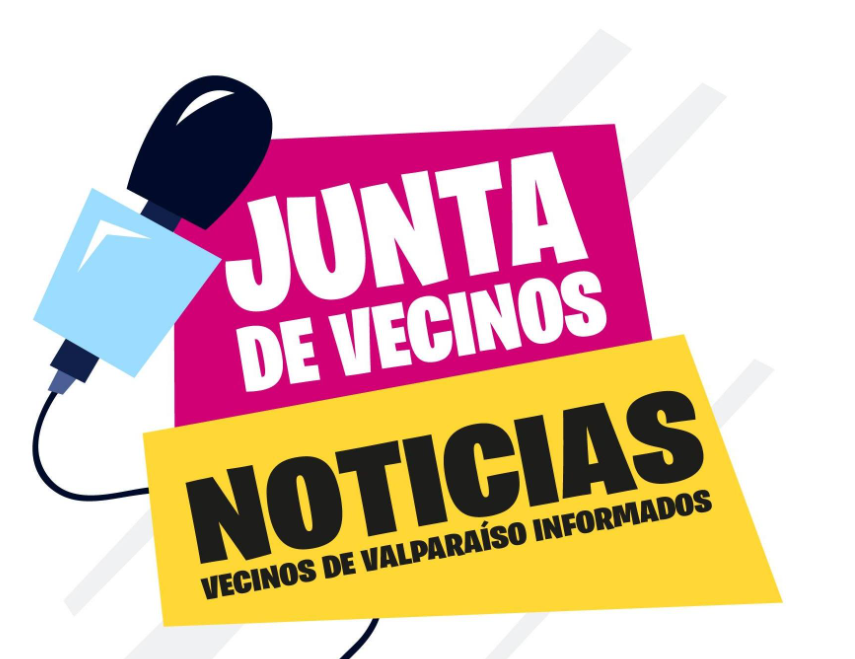 JUNTA
DE VECINOS
NOTICIAS
VECINOS DE VALPARAÍSO INFORMADOS